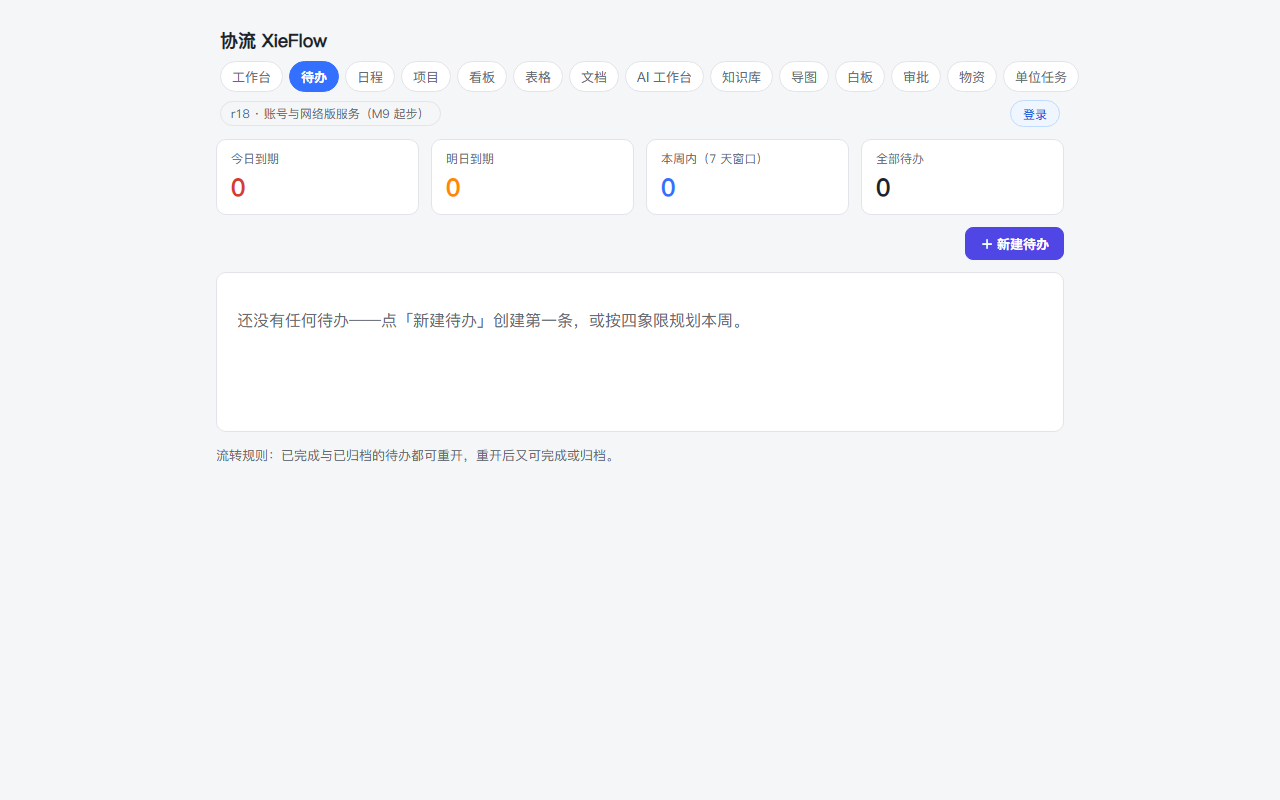 协流 XieFlow
工作台 待办 日程 项目 看板 表格 文档 AI 工作台 知识库 导图 白板 审批 物资 单位任务
r18 · 账号与网络版服务（M9 起步） 登录
今日到期 明日到期 本周内（7 天窗口） 全部待办
0 0 0 0
＋ 新建待办
还没有任何待办——点「新建待办」创建第一条，或按四象限规划本周。
流转规则：已完成与已归档的待办都可重开，重开后又可完成或归档。